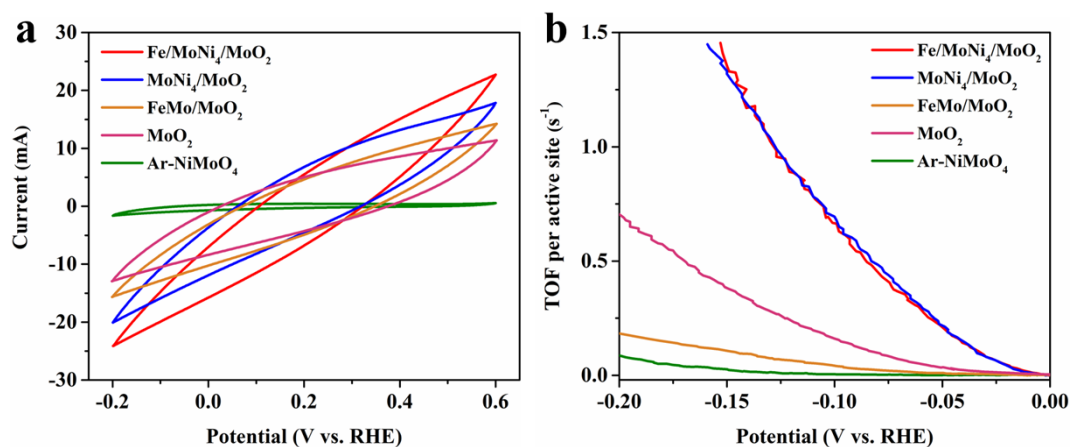 a
30
20
10
0
-10
-20
-30
Current (mA)
Fe/MoNi₄/MoO₂
MoNi₄/MoO₂
FeMo/MoO₂
MoO₂
Ar-NiMoO₄
-0.2
0.0
0.2
0.4
0.6
Potential (V vs. RHE)
b
1.5
1.0
0.5
0.0
TOF per active site (s⁻¹)
Fe/MoNi₄/MoO₂
MoNi₄/MoO₂
FeMo/MoO₂
MoO₂
Ar-NiMoO₄
-0.20
-0.15
-0.10
-0.05
0.00
Potential (V vs. RHE)